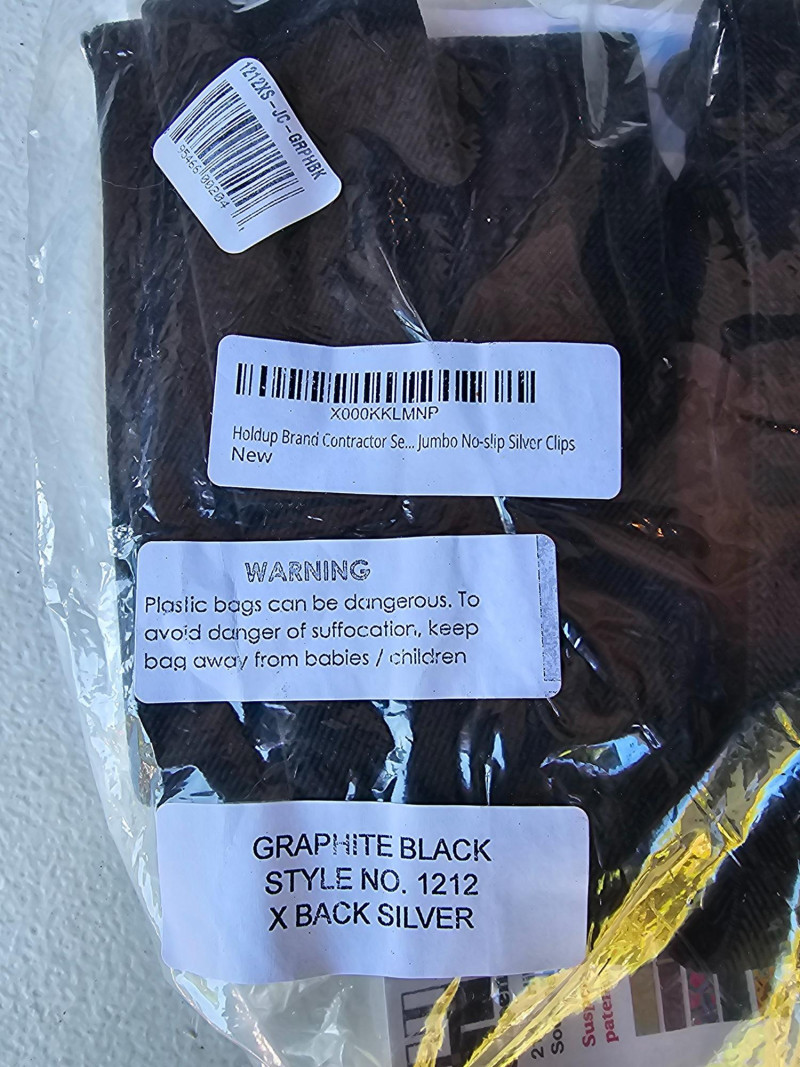 1212XS-JC-GRPHBK
95466 00204
X000KKLMNP
Holdup Brand Contractor Se... Jumbo No-slip Silver Clips
New
WARNING
Plastic bags can be dangerous. To
avoid danger of suffocation, keep
bag away from babies / children
GRAPHITE BLACK
STYLE NO. 1212
X BACK SILVER